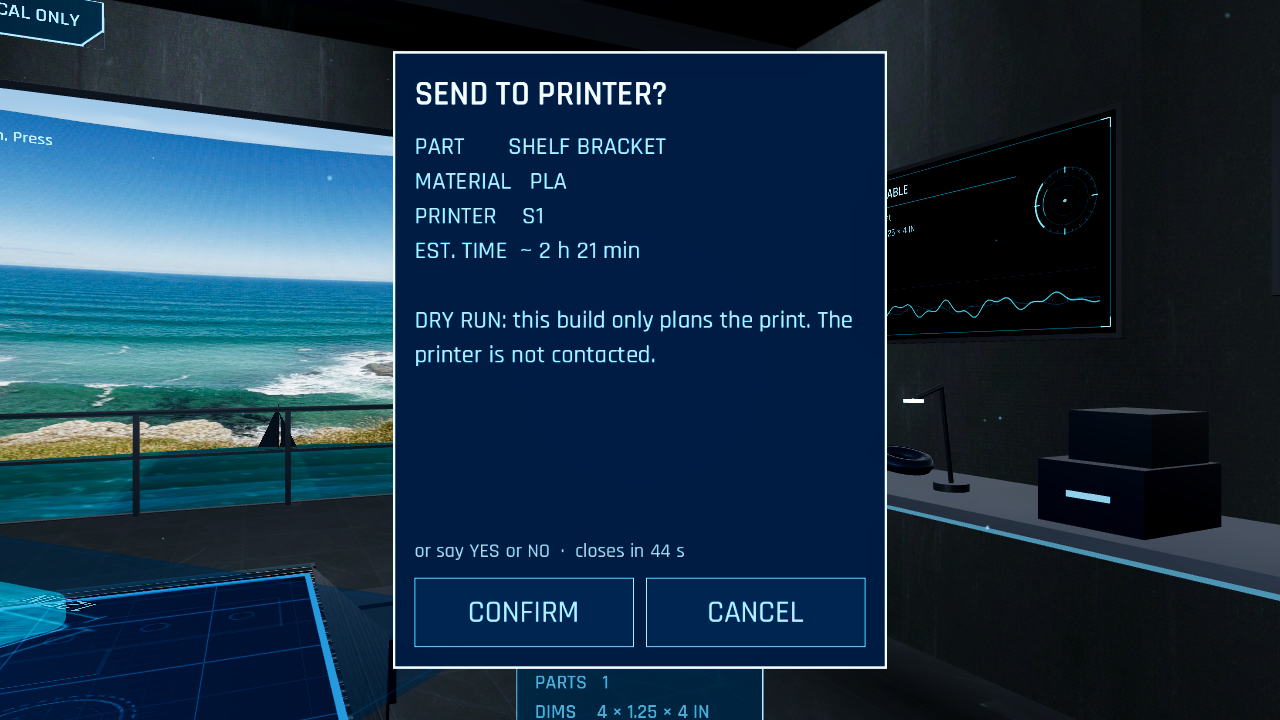 CAL ONLY
n. Press
SEND TO PRINTER?
PART SHELF BRACKET
MATERIAL PLA
PRINTER S1
EST. TIME ~ 2 h 21 min
DRY RUN: this build only plans the print. The
printer is not contacted.
or say YES or NO · closes in 44 s
CONFIRM CANCEL
ABLE
.25 × 4 IN
PARTS 1
DIMS 4 × 1.25 × 4 IN